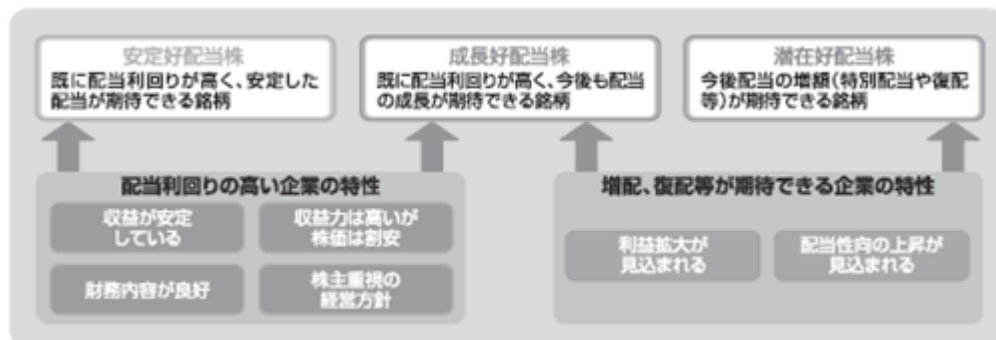 安定好配当株
既に配当利回りが高く、安定した
配当が期待できる銘柄
成長好配当株
既に配当利回りが高く、今後も配当
の成長が期待できる銘柄
潜在好配当株
今後配当の増額(特別配当や復配
等)が期待できる銘柄
配当利回りの高い企業の特性
収益が安定
している
収益力は高いが
株価は割安
財務内容が良好
株主重視の
経営方針
増配、復配等が期待できる企業の特性
利益拡大が
見込まれる
配当性向の上昇が
見込まれる